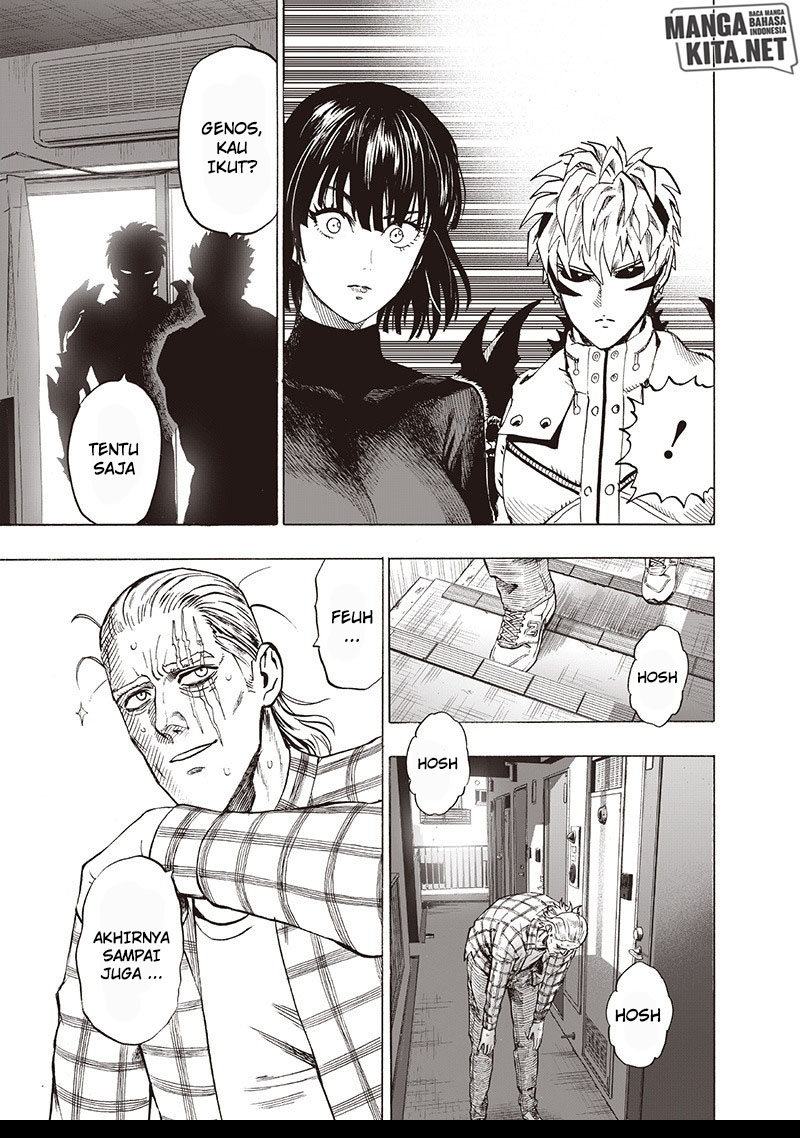 MANGA
KITA.NET
BACA MANGA
BAHASA
INDONESIA
!
GENOS,
KAU
IKUT?
TENTU
SAJA
HOSH
HOSH
HOSH
FEUH
...
AKHIRNYA
SAMPAI
JUGA ...